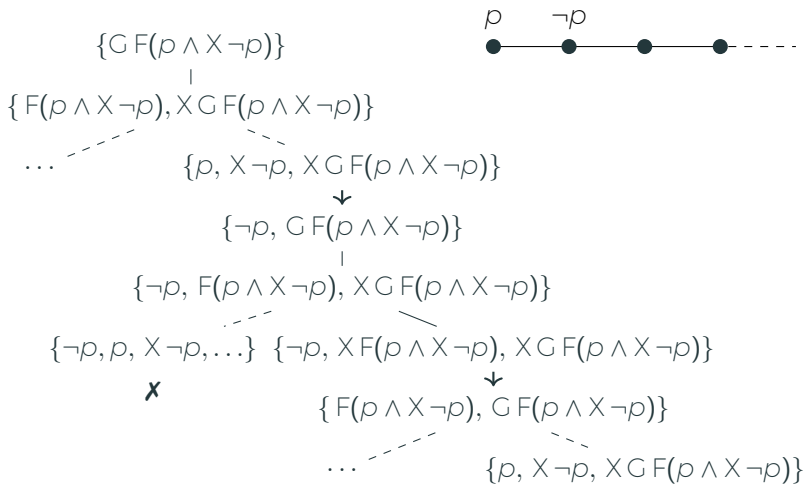 p ¬p
{G F(p ∧ X ¬p)}
{ F(p ∧ X ¬p), X G F(p ∧ X ¬p)}
...
{p, X ¬p, X G F(p ∧ X ¬p)}
{¬p, G F(p ∧ X ¬p)}
{¬p, F(p ∧ X ¬p), X G F(p ∧ X ¬p)}
{¬p, p, X ¬p, ...} {¬p, X F(p ∧ X ¬p), X G F(p ∧ X ¬p)}
✗
{ F(p ∧ X ¬p), G F(p ∧ X ¬p)}
...
{p, X ¬p, X G F(p ∧ X ¬p)}